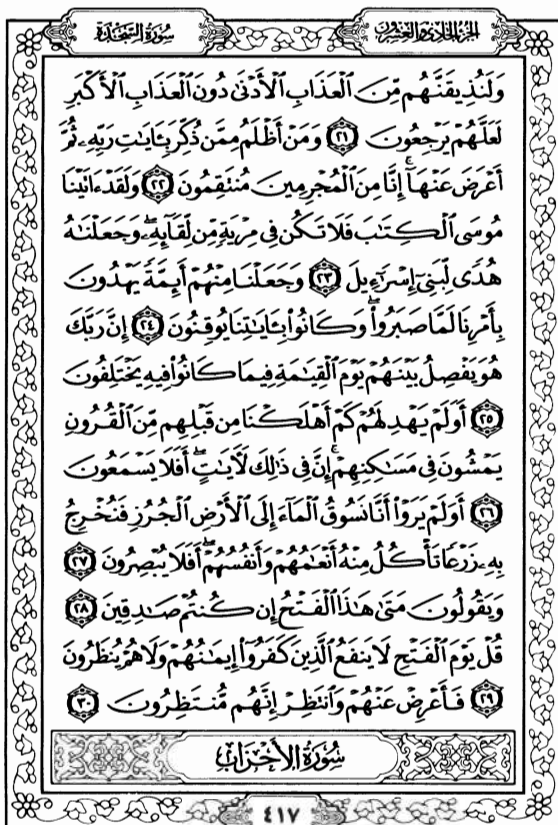 الجزء الحادي والعشرون
سُورَةُ السَّجْدَةِ
وَلَنُذِيقَنَّهُم مِّنَ ٱلْعَذَابِ ٱلْأَدْنَىٰ دُونَ ٱلْعَذَابِ ٱلْأَكْبَرِ
لَعَلَّهُمْ يَرْجِعُونَ ٢١ وَمَنْ أَظْلَمُ مِمَّن ذُكِّرَ بِـَٔايَـٰتِ رَبِّهِۦ ثُمَّ
أَعْرَضَ عَنْهَآ ۚ إِنَّا مِنَ ٱلْمُجْرِمِينَ مُنتَقِمُونَ ٢٢ وَلَقَدْ ءَاتَيْنَا
مُوسَى ٱلْكِتَـٰبَ فَلَا تَكُن فِى مِرْيَةٍ مِّن لِّقَآئِهِۦ ۖ وَجَعَلْنَـٰهُ
هُدًى لِّبَنِىٓ إِسْرَٰٓءِيلَ ٢٣ وَجَعَلْنَا مِنْهُمْ أَئِمَّةً يَهْدُونَ
بِأَمْرِنَا لَمَّا صَبَرُوا۟ ۖ وَكَانُوا۟ بِـَٔايَـٰتِنَا يُوقِنُونَ ٢٤ إِنَّ رَبَّكَ
هُوَ يَفْصِلُ بَيْنَهُمْ يَوْمَ ٱلْقِيَـٰمَةِ فِيمَا كَانُوا۟ فِيهِ يَخْتَلِفُونَ
٢٥ أَوَلَمْ يَهْدِ لَهُمْ كَمْ أَهْلَكْنَا مِن قَبْلِهِم مِّنَ ٱلْقُرُونِ
يَمْشُونَ فِى مَسَـٰكِنِهِمْ ۚ إِنَّ فِى ذَٰلِكَ لَـَٔايَـٰتٍ ۖ أَفَلَا يَسْمَعُونَ
٢٦ أَوَلَمْ يَرَوْا۟ أَنَّا نَسُوقُ ٱلْمَآءَ إِلَى ٱلْأَرْضِ ٱلْجُرُزِ فَنُخْرِجُ
بِهِۦ زَرْعًا تَأْكُلُ مِنْهُ أَنْعَـٰمُهُمْ وَأَنفُسُهُمْ ۖ أَفَلَا يُبْصِرُونَ ٢٧
وَيَقُولُونَ مَتَىٰ هَـٰذَا ٱلْفَتْحُ إِن كُنتُمْ صَـٰدِقِينَ ٢٨
قُلْ يَوْمَ ٱلْفَتْحِ لَا يَنفَعُ ٱلَّذِينَ كَفَرُوٓا۟ إِيمَـٰنُهُمْ وَلَا هُمْ يُنظَرُونَ
٢٩ فَأَعْرِضْ عَنْهُمْ وَٱنتَظِرْ إِنَّهُم مُّنتَظِرُونَ ٣٠
سُورَةُ الأَحْزَابِ
٤١٧